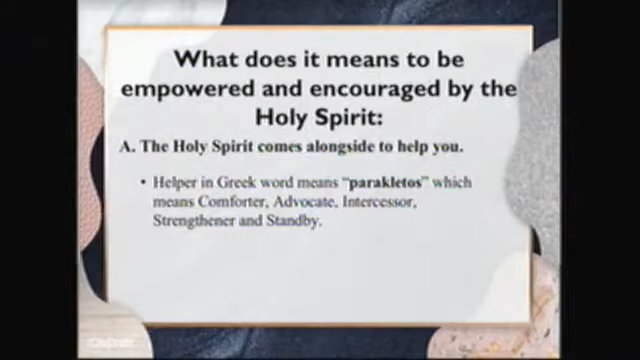 What does it means to be
empowered and encouraged by the
Holy Spirit:
A. The Holy Spirit comes alongside to help you.
• Helper in Greek word means “parakletos” which
means Comforter, Advocate, Intercessor,
Strengthener and Standby.